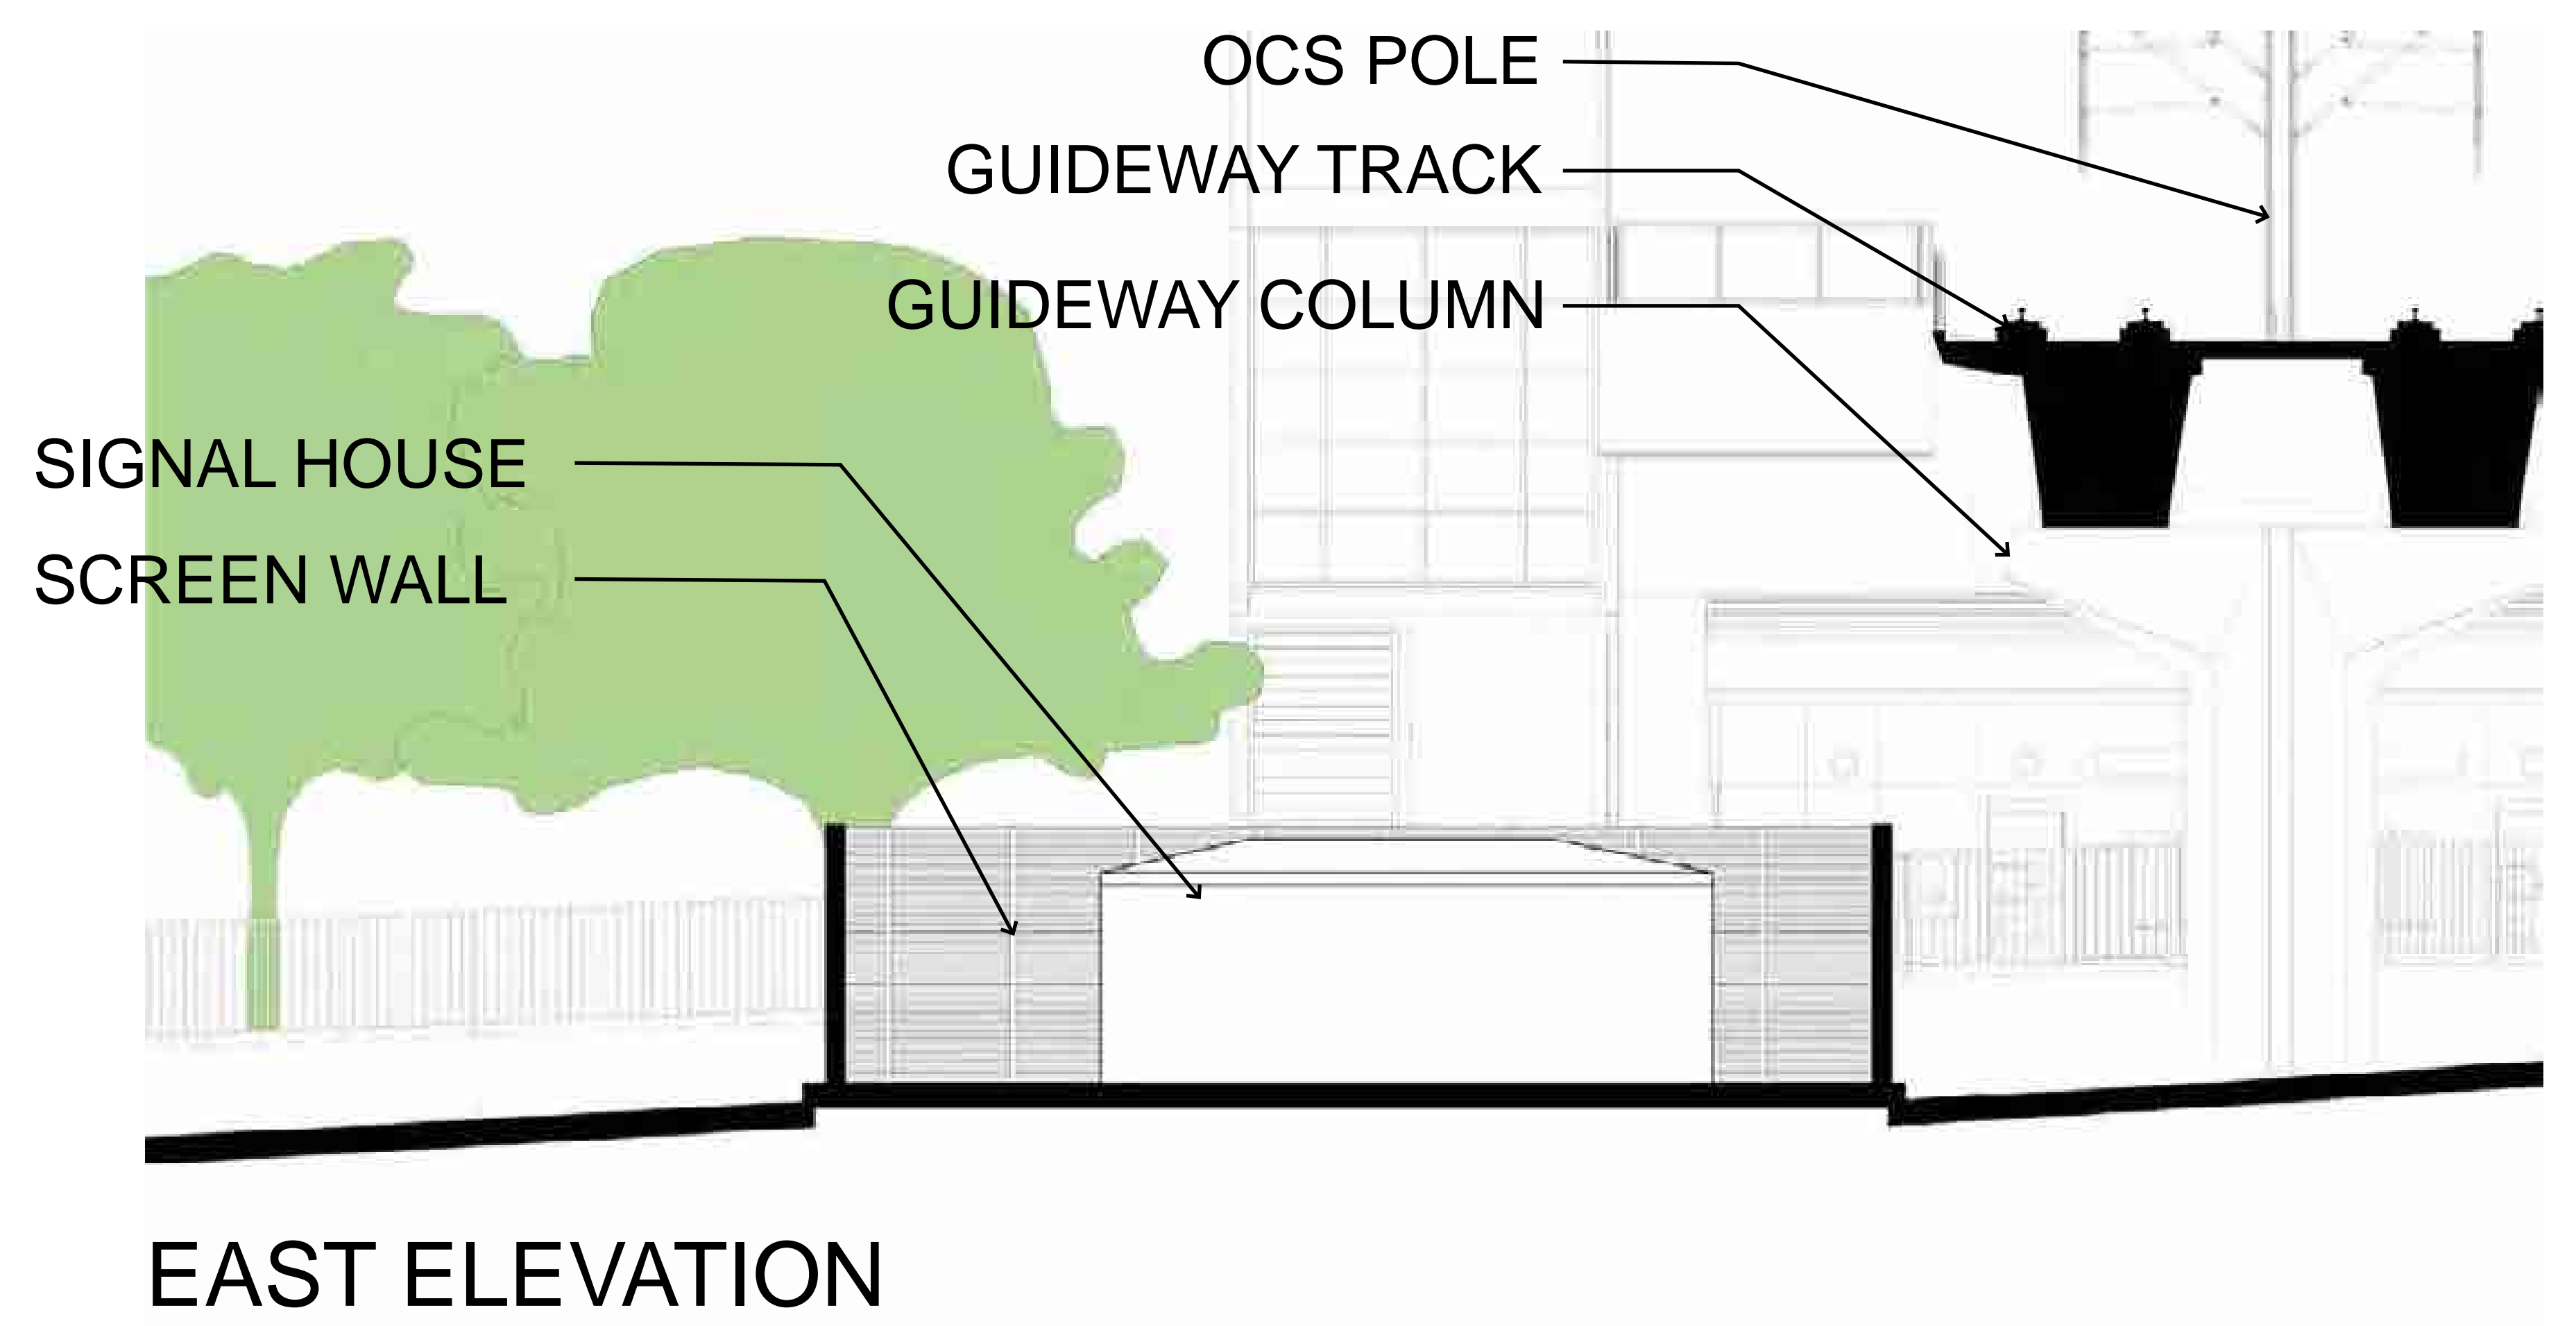 OCS POLE
GUIDEWAY TRACK
GUIDEWAY COLUMN
SIGNAL HOUSE
SCREEN WALL
EAST ELEVATION